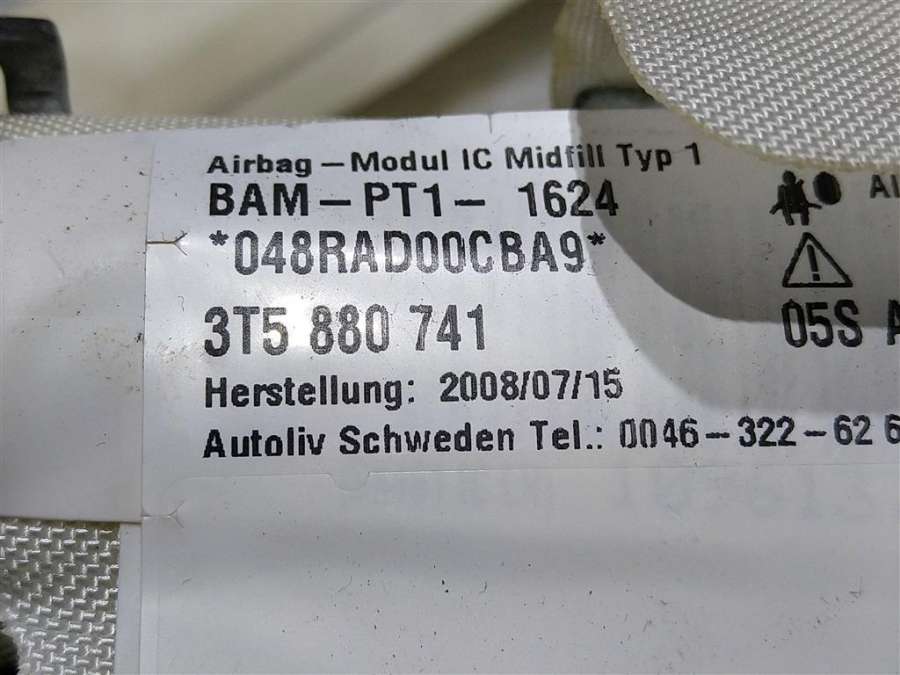 Airbag-Modul IC Midfill Typ 1
BAM-PT1- 1624
*048RAD00CBA9*
3T5 880 741
Herstellung: 2008/07/15
Autoliv Schweden Tel.: 0046-322-62 6
05S